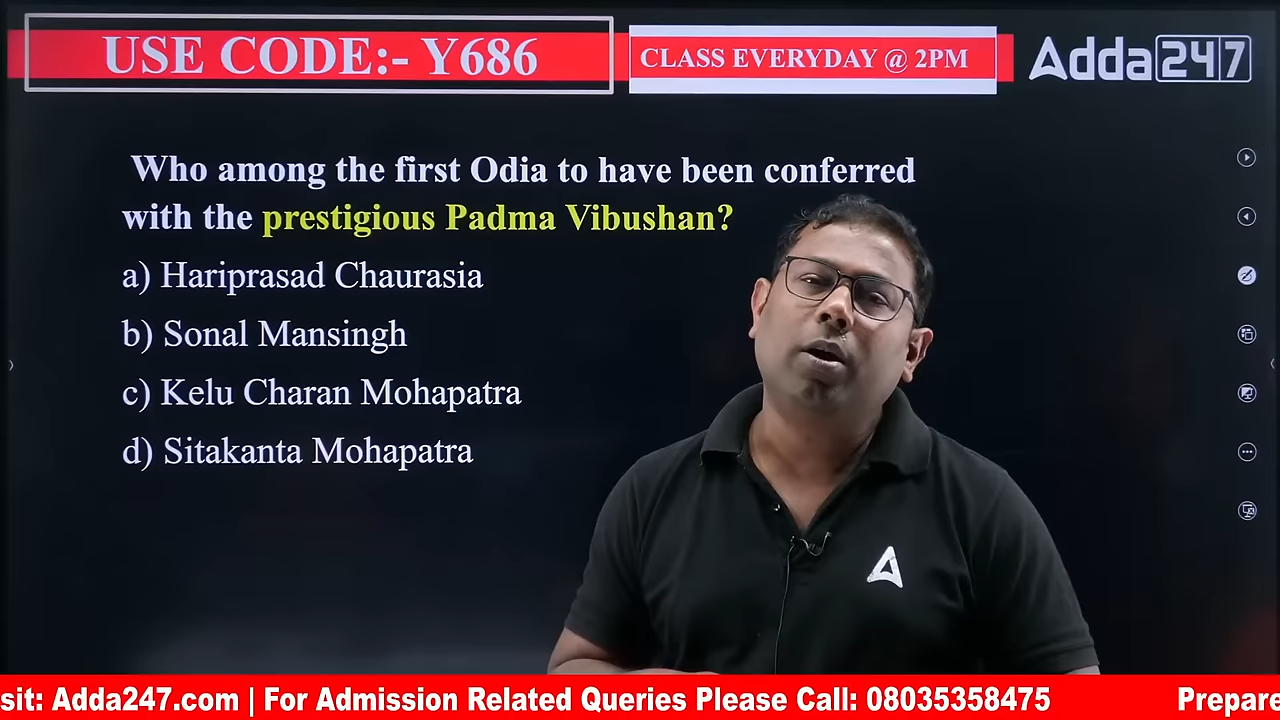 USE CODE:- Y686
CLASS EVERYDAY @ 2PM
Adda247
Who among the first Odia to have been conferred
with the prestigious Padma Vibushan?
a) Hariprasad Chaurasia
b) Sonal Mansingh
c) Kelu Charan Mohapatra
d) Sitakanta Mohapatra
sit: Adda247.com | For Admission Related Queries Please Call: 08035358475 Prepare